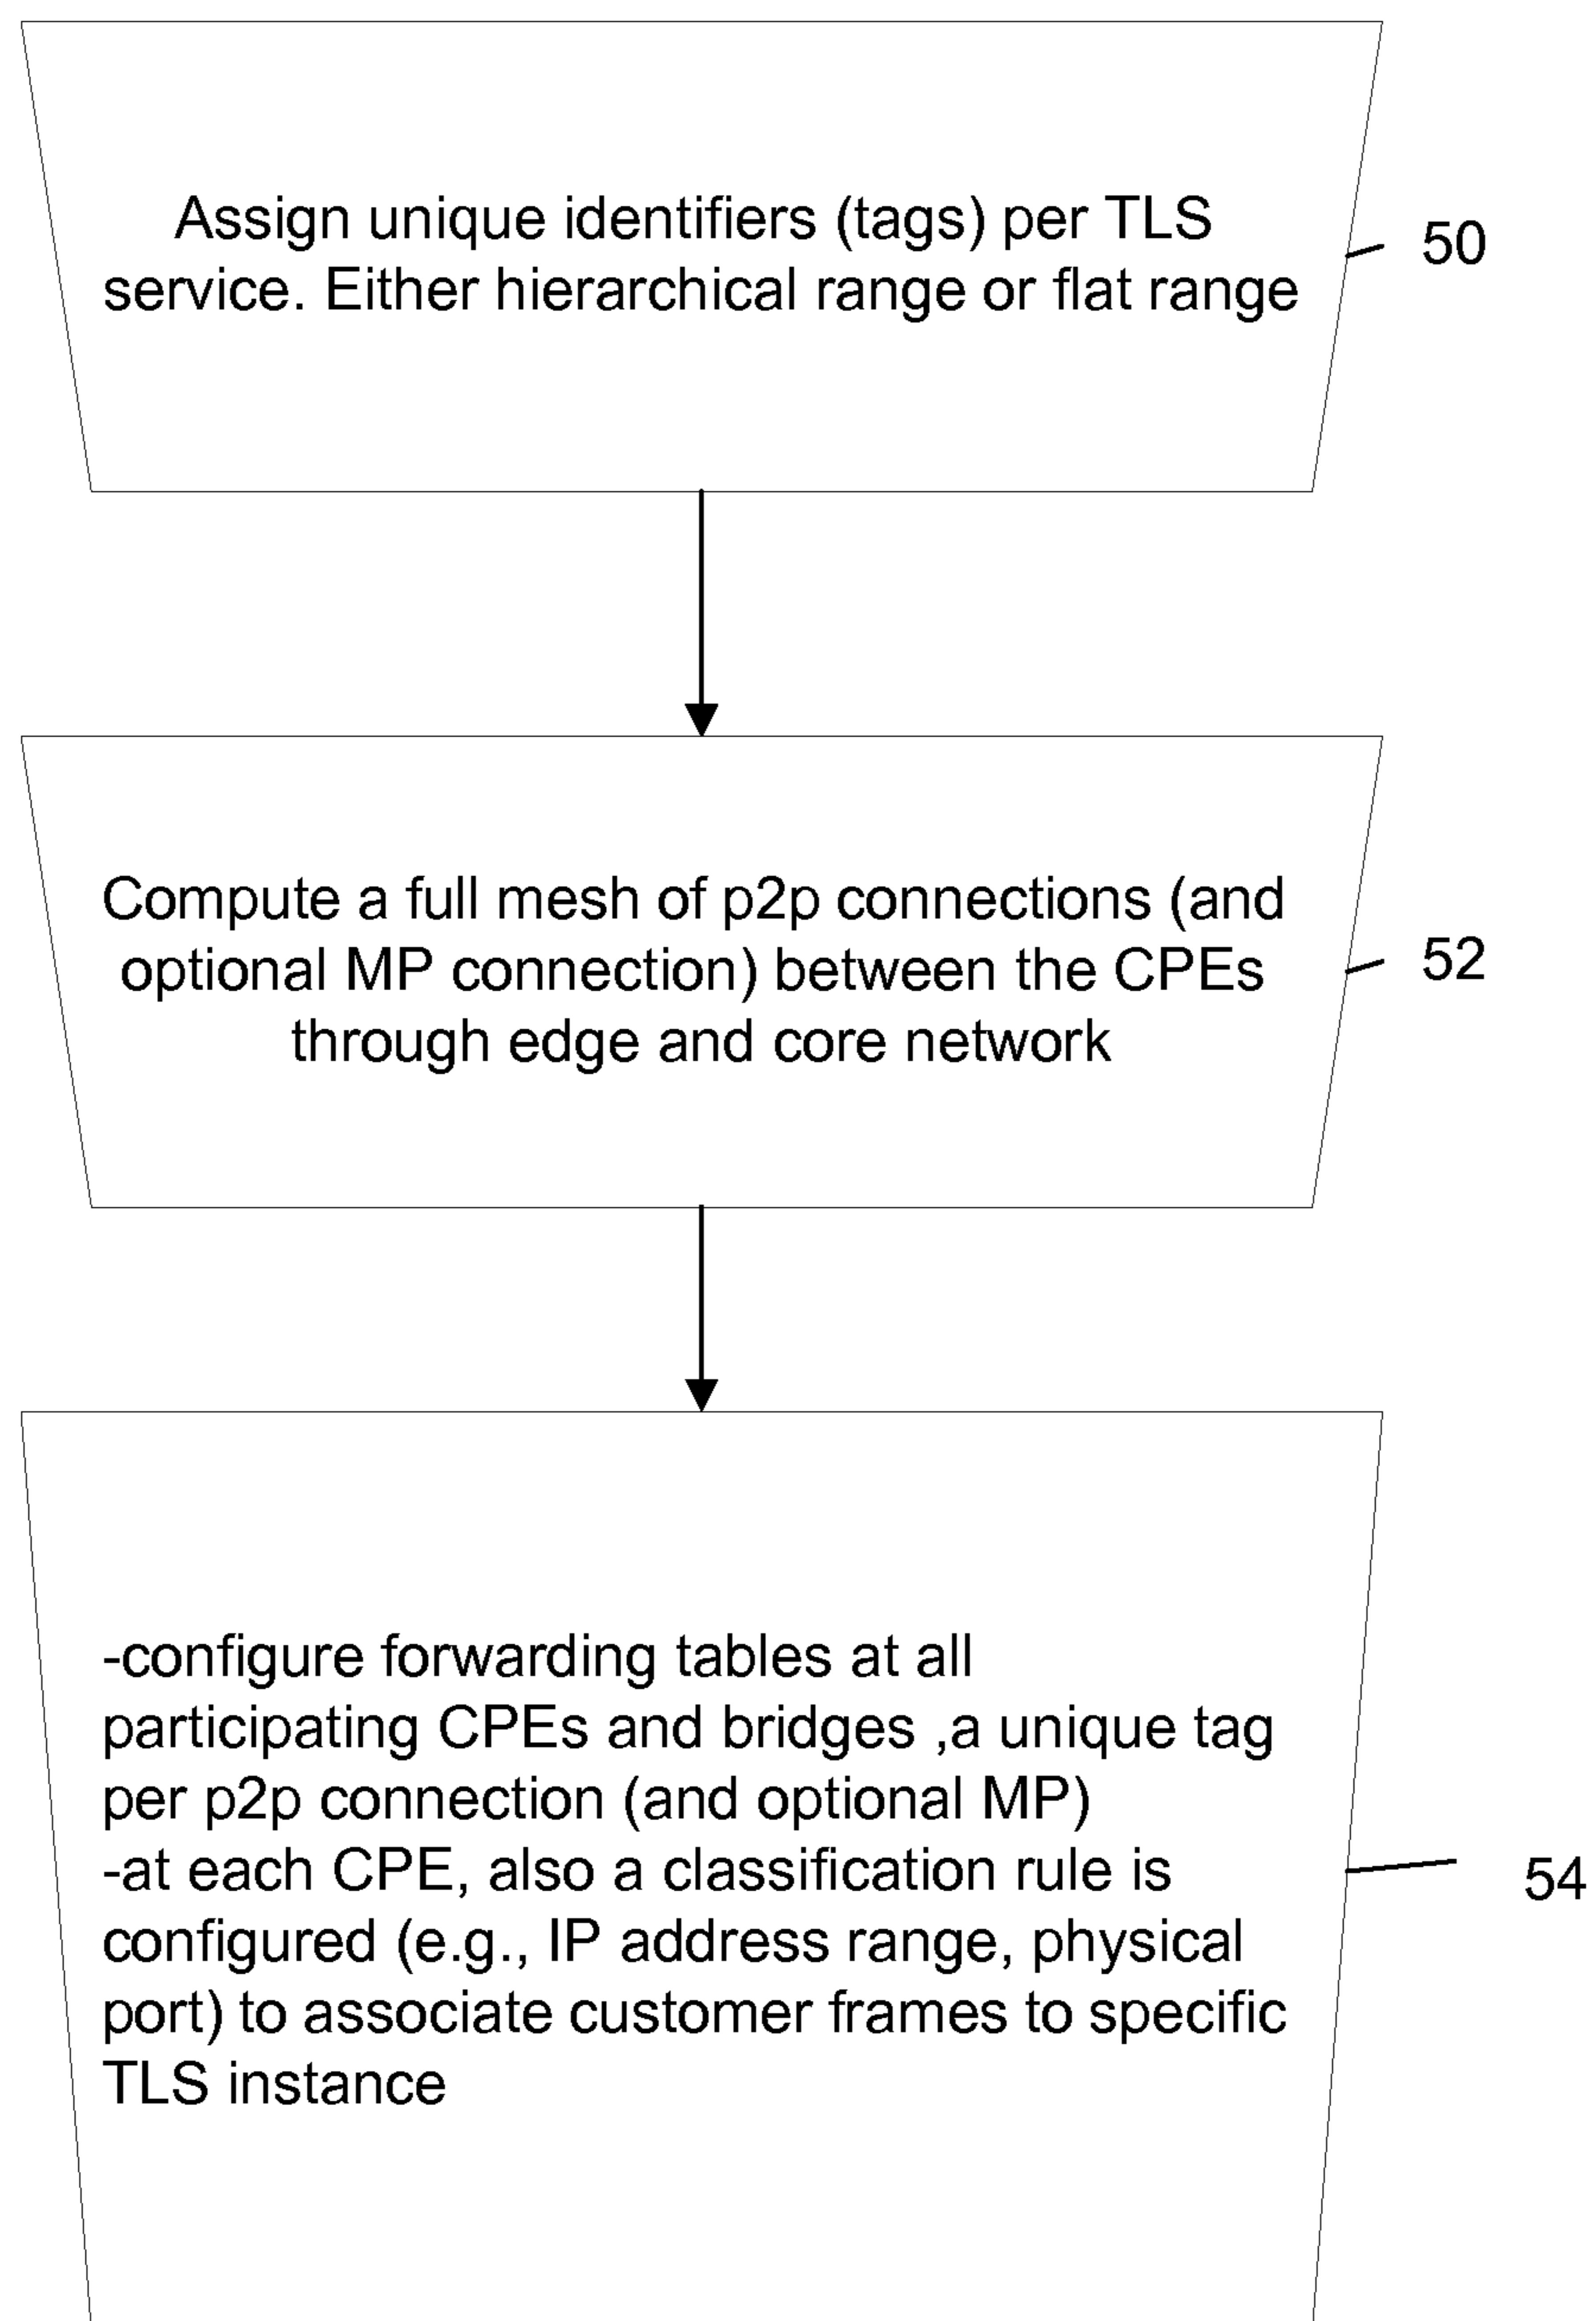 Assign unique identifiers (tags) per TLS
service. Either hierarchical range or flat range
50
Compute a full mesh of p2p connections (and
optional MP connection) between the CPEs
through edge and core network
52
-configure forwarding tables at all
participating CPEs and bridges ,a unique tag
per p2p connection (and optional MP)
-at each CPE, also a classification rule is
configured (e.g., IP address range, physical
port) to associate customer frames to specific
TLS instance
54